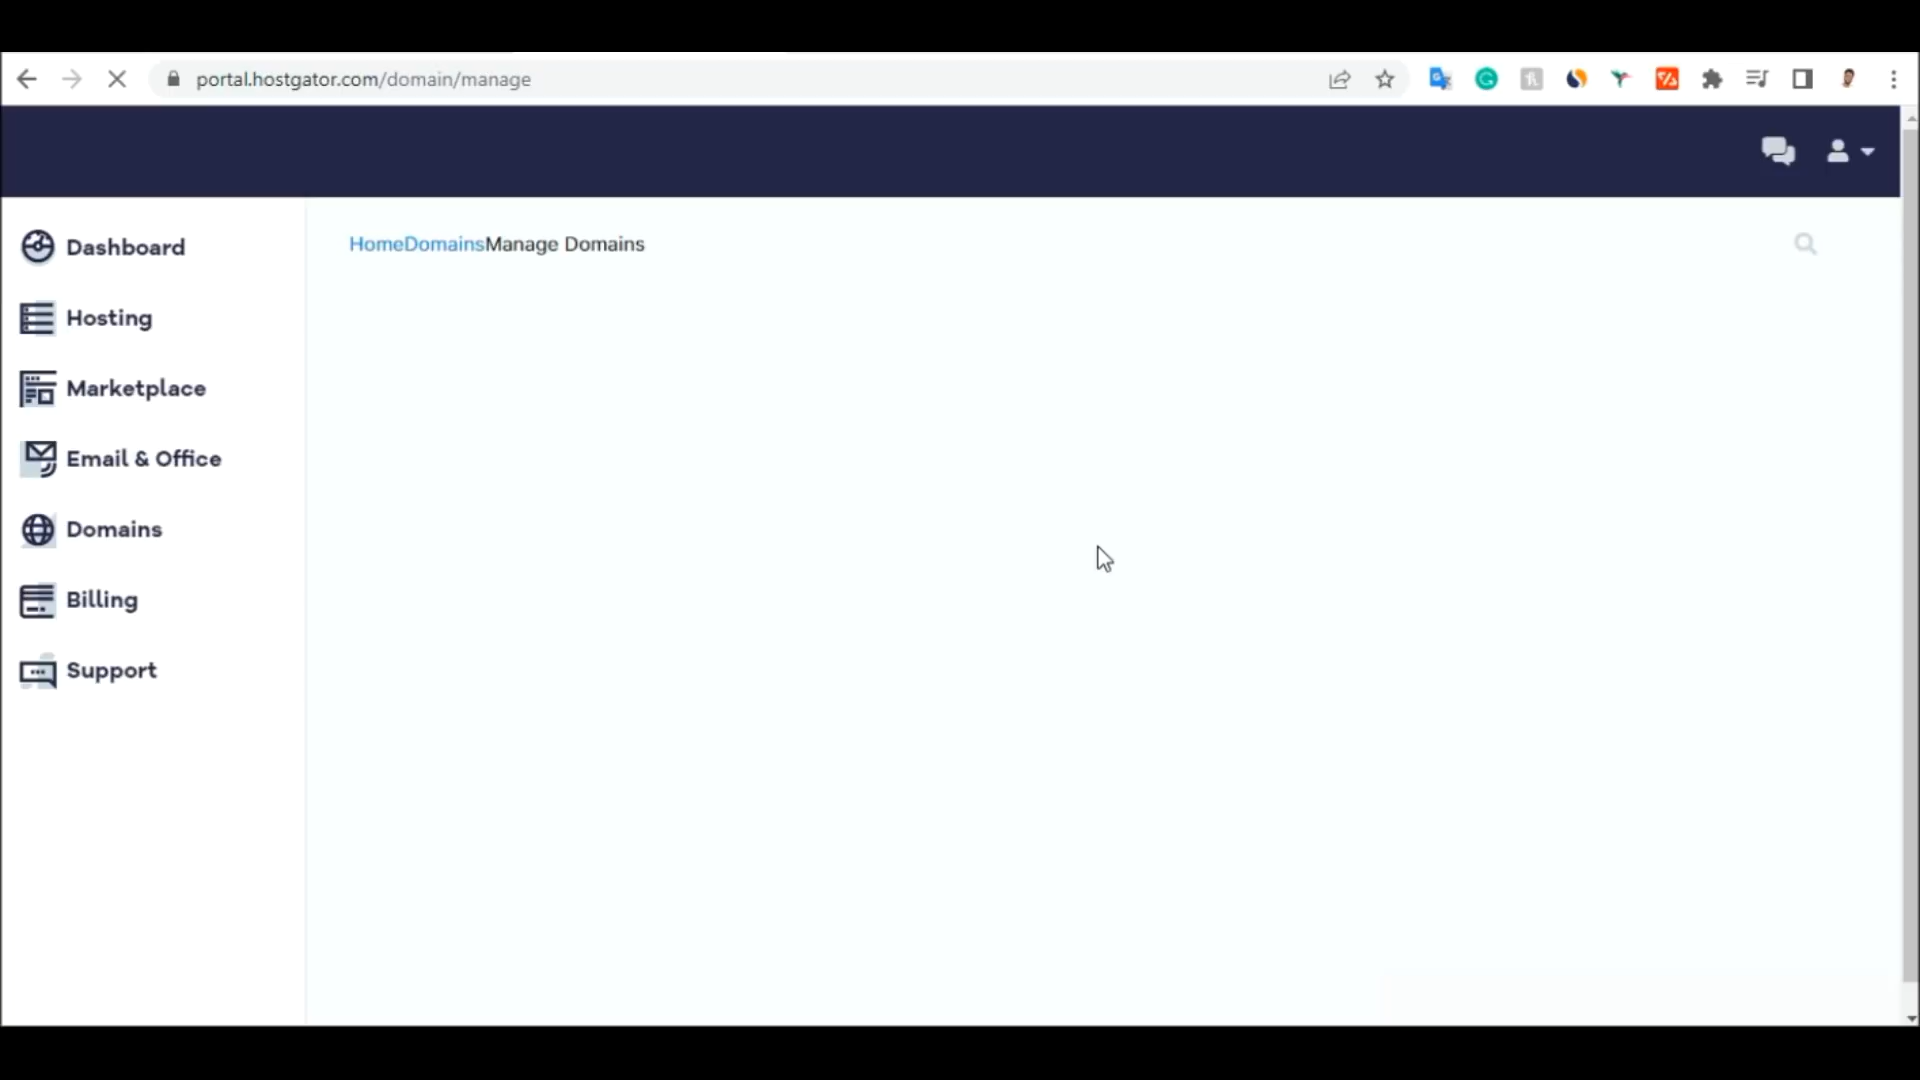 portal.hostgator.com/domain/manage
HomeDomainsManage Domains
Dashboard
Hosting
Marketplace
Email & Office
Domains
Billing
Support